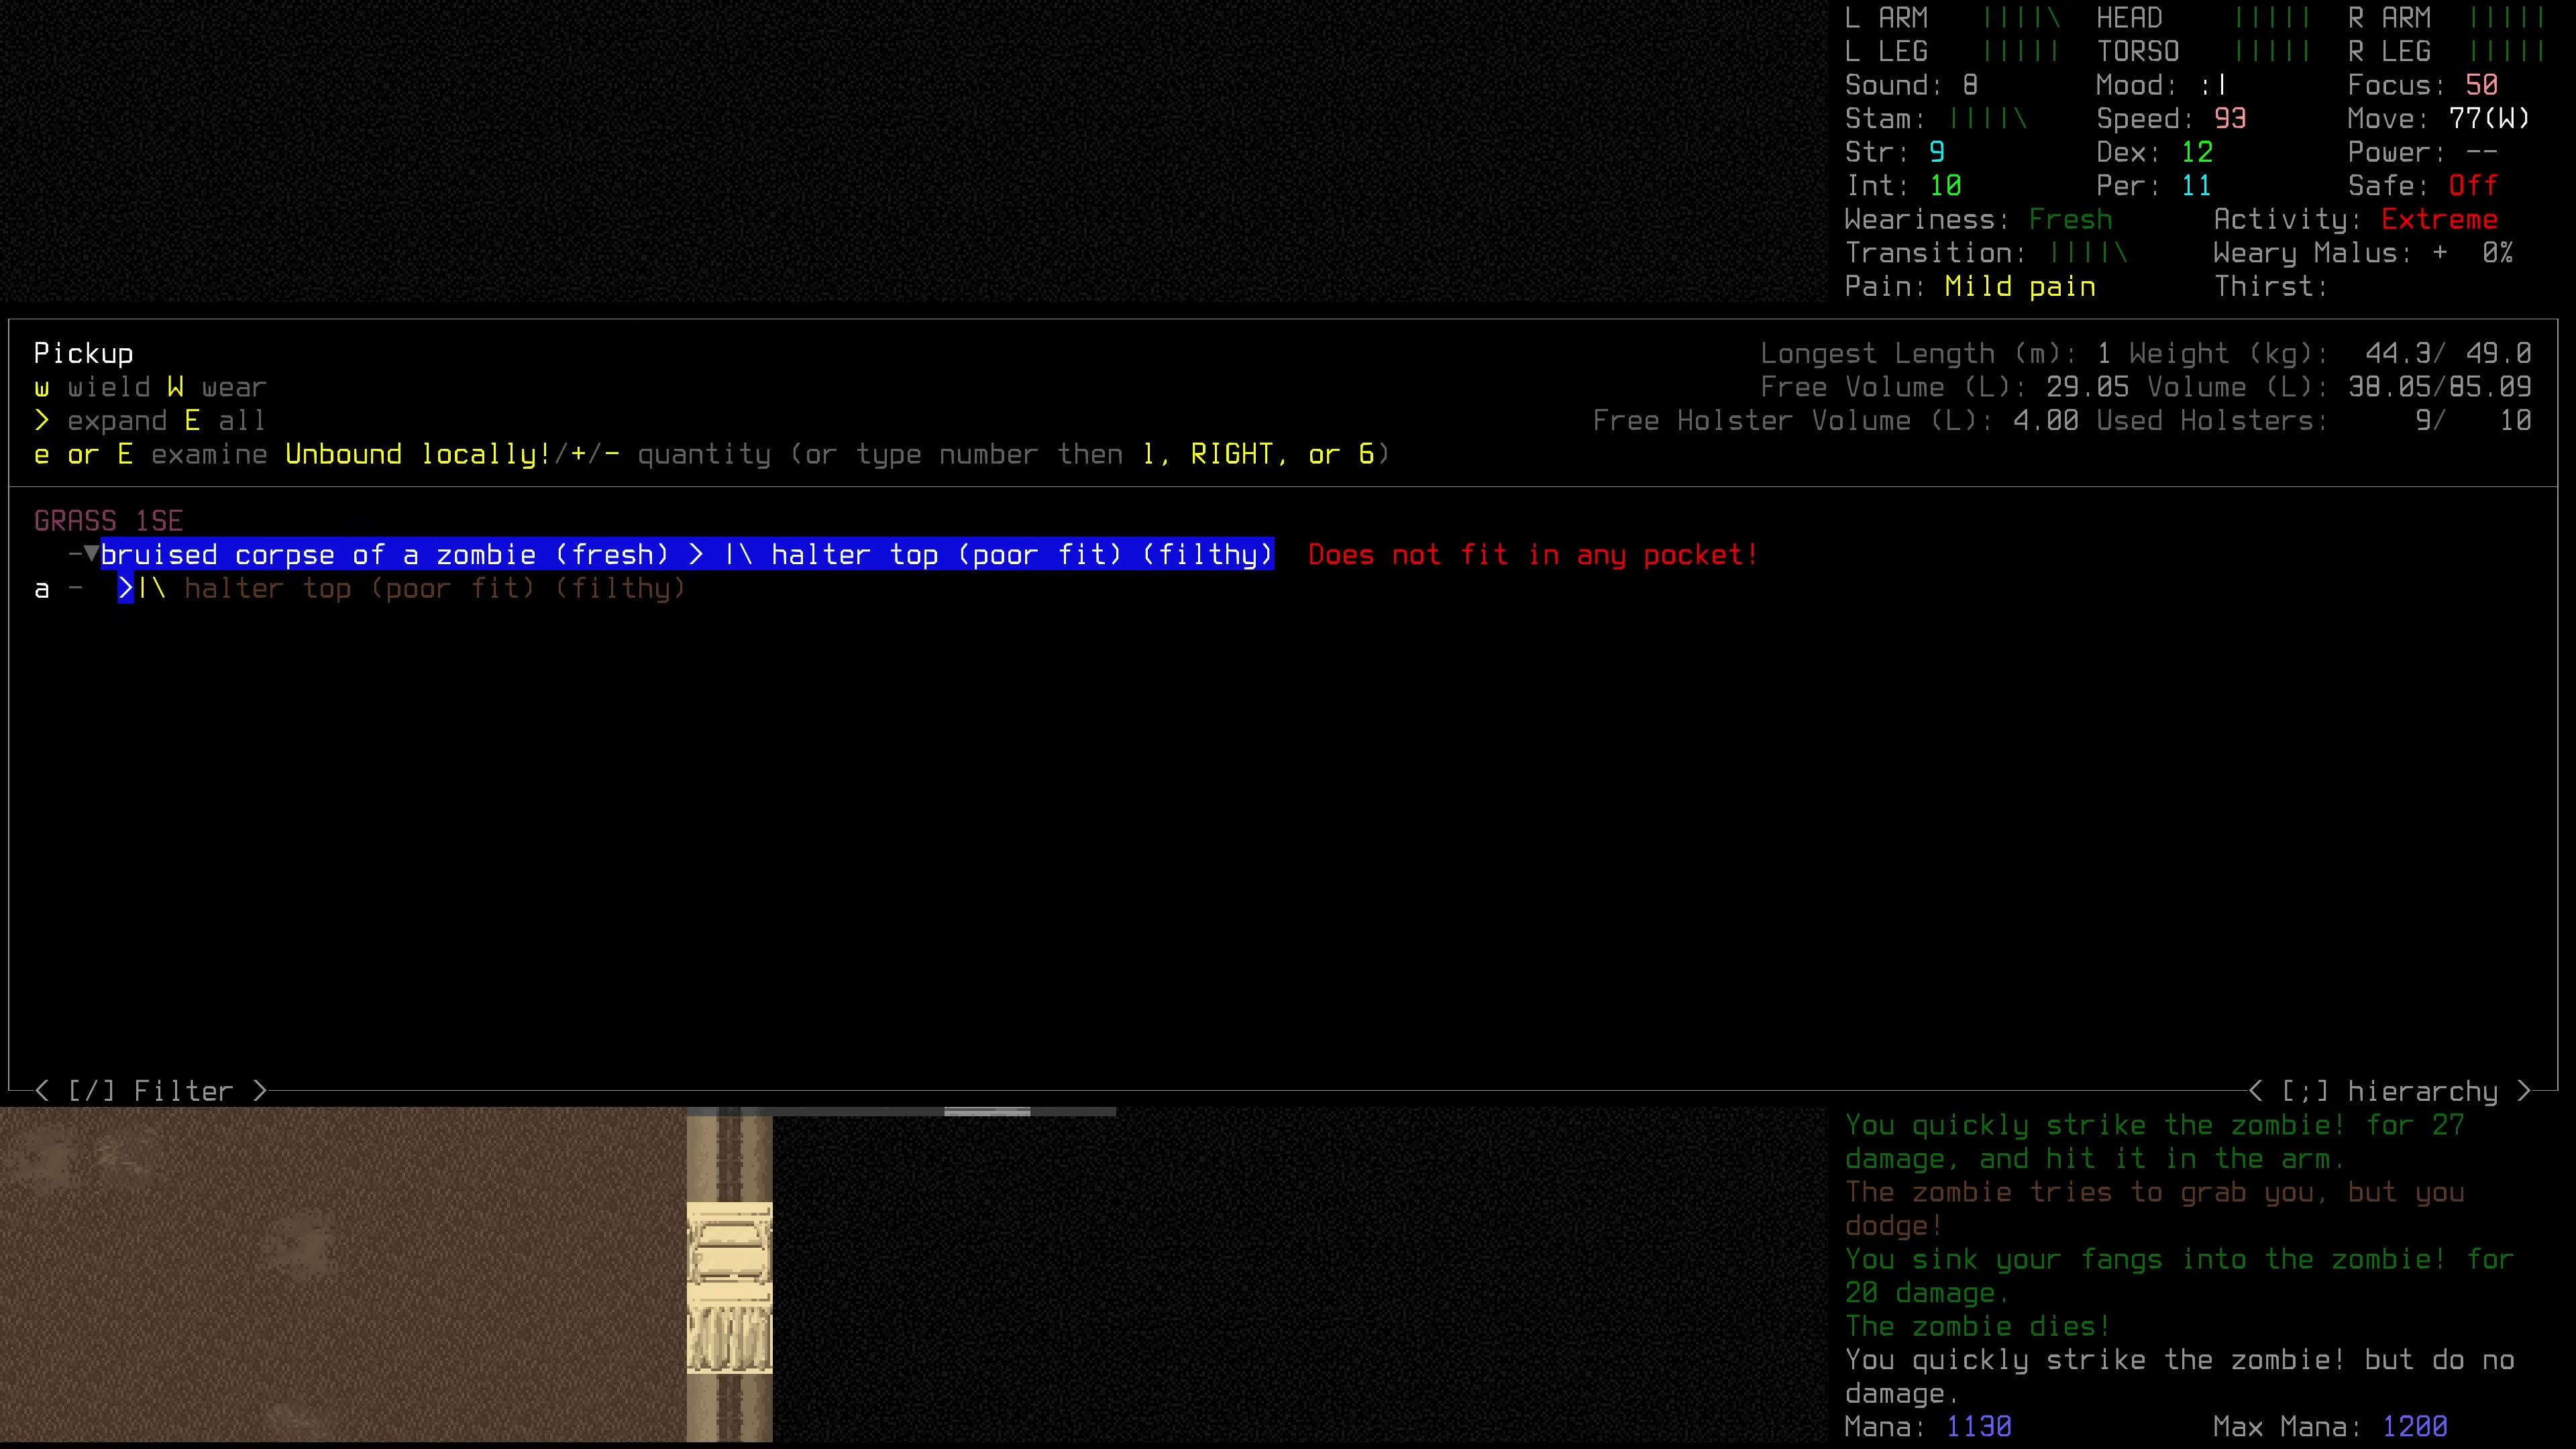 L ARM ||||\ HEAD ||||| R ARM |||||
L LEG ||||| TORSO ||||| R LEG |||||
Sound: 8 Mood: :| Focus: 50
Stam: ||||\ Speed: 93 Move: 77(W)
Str: 9 Dex: 12 Power: --
Int: 10 Per: 11 Safe: Off
Weariness: Fresh Activity: Extreme
Transition: ||||\ Weary Malus: + 0%
Pain: Mild pain Thirst:
Pickup Longest Length (m): 1 Weight (kg): 44.3/ 49.0
w wield W wear Free Volume (L): 29.05 Volume (L): 38.05/85.09
> expand E all Free Holster Volume (L): 4.00 Used Holsters: 9/ 10
e or E examine Unbound locally!/+/- quantity (or type number then l, RIGHT, or 6)
GRASS 1SE
-▼bruised corpse of a zombie (fresh) > |\ halter top (poor fit) (filthy) Does not fit in any pocket!
a - >|\ halter top (poor fit) (filthy)
< [/] Filter > < [;] hierarchy >
You quickly strike the zombie! for 27
damage, and hit it in the arm.
The zombie tries to grab you, but you
dodge!
You sink your fangs into the zombie! for
20 damage.
The zombie dies!
You quickly strike the zombie! but do no
damage.
Mana: 1130 Max Mana: 1200